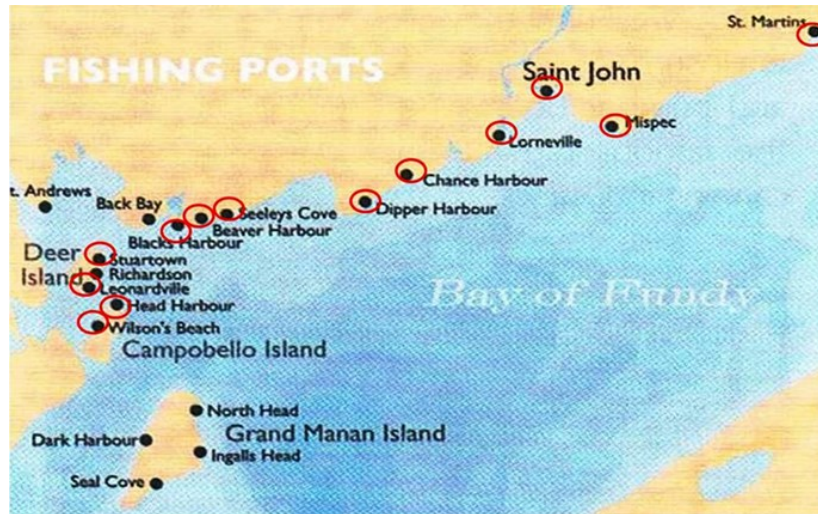 St. Martins
FISHING PORTS
Saint John
Mispec
Lorneville
Chance Harbour
t. Andrews
Back Bay
Seeleys Cove
Dipper Harbour
Beaver Harbour
Blacks Harbour
Deer
Island
Stuartown
Richardson
Leonardville
Bay of Fundy
Head Harbour
Wilson's Beach
Campobello Island
North Head
Grand Manan Island
Dark Harbour
Ingalls Head
Seal Cove